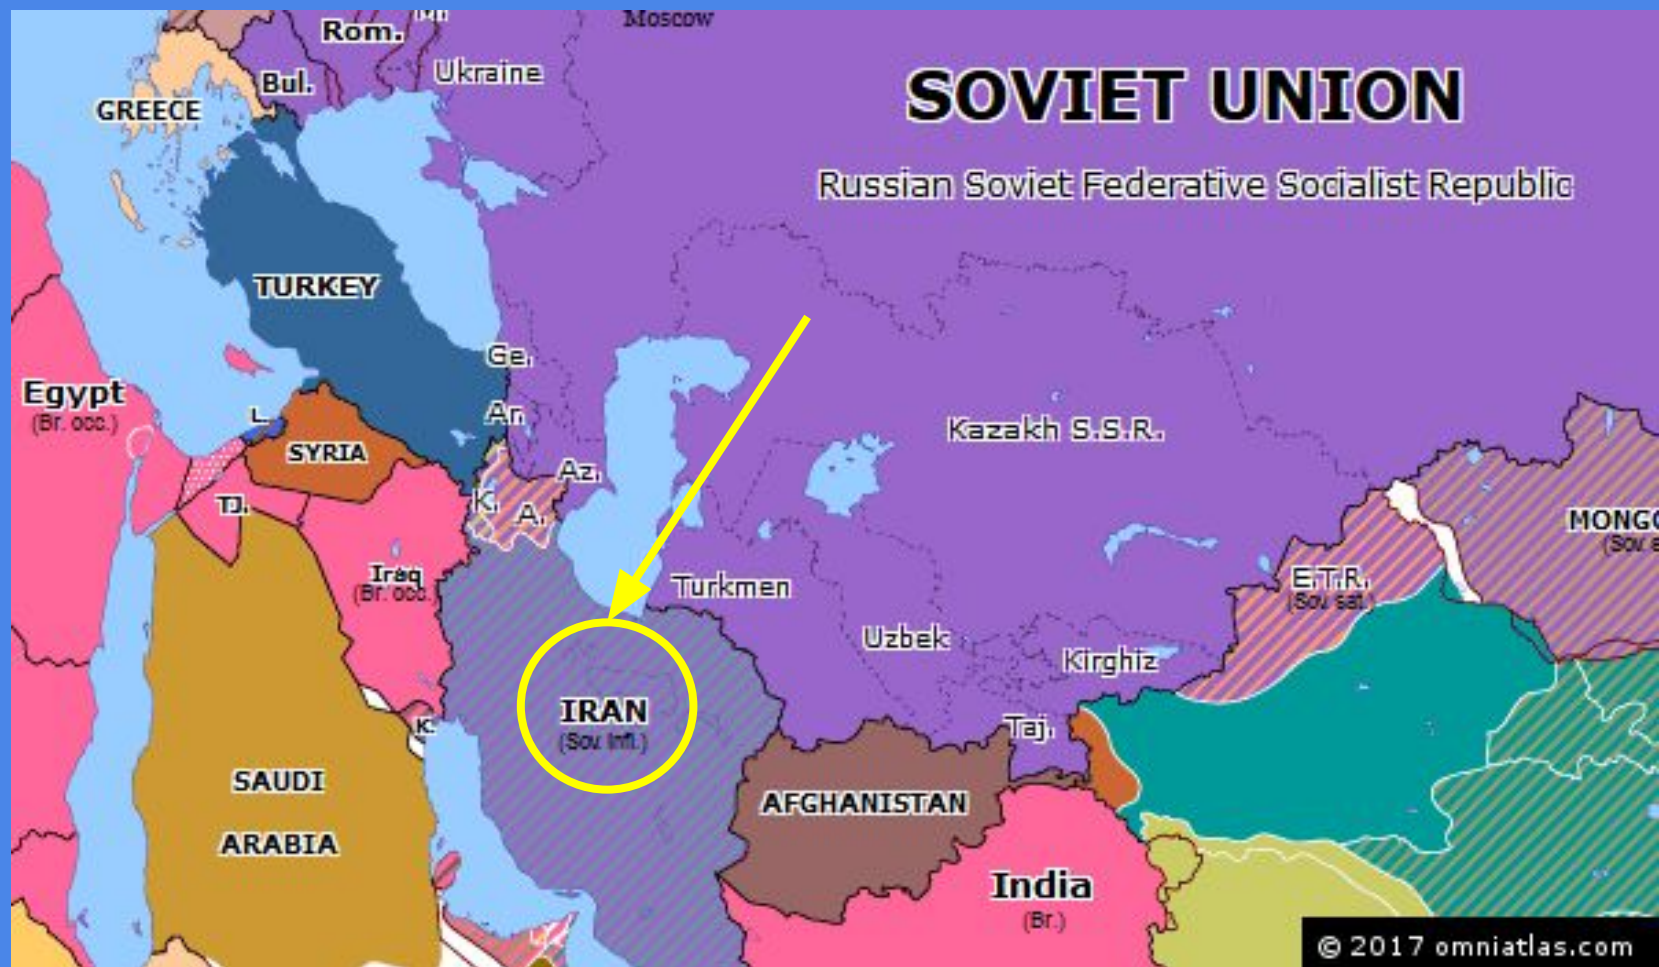 Moscow
Rom.
Ukraine
Bul.
GREECE
SOVIET UNION
Russian Soviet Federative Socialist Republic
TURKEY
Ge.
Egypt
(Br. occ.)
L.
Ar.
Kazakh S.S.R.
SYRIA
Az.
K.
A.
TJ.
MONGO
(Sov. s
Iraq
(Br. occ.)
Turkmen
E.T.R.
(Sov. sat.)
Uzbek
Kirghiz
IRAN
(Sov. infl.)
K.
Taj.
SAUDI
ARABIA
AFGHANISTAN
India
(Br.)
© 2017 omniatlas.com